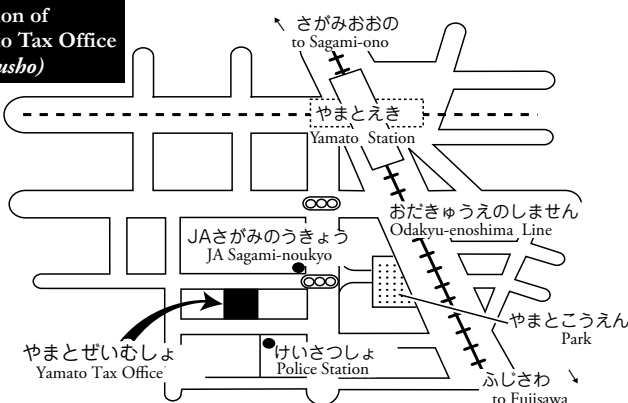 ion of
to Tax Office
usho)
さがみおおの
to Sagami-ono
やまとえき
Yamato Station
おだきゅうえのしません
Odakyu-enoshima Line
JAさがみのうきょう
JA Sagami-noukyo
やまとこうえん
Park
やまとぜいむしょ
Yamato Tax Office
けいさつしょ
Police Station
ふじさわ
to Fujisawa